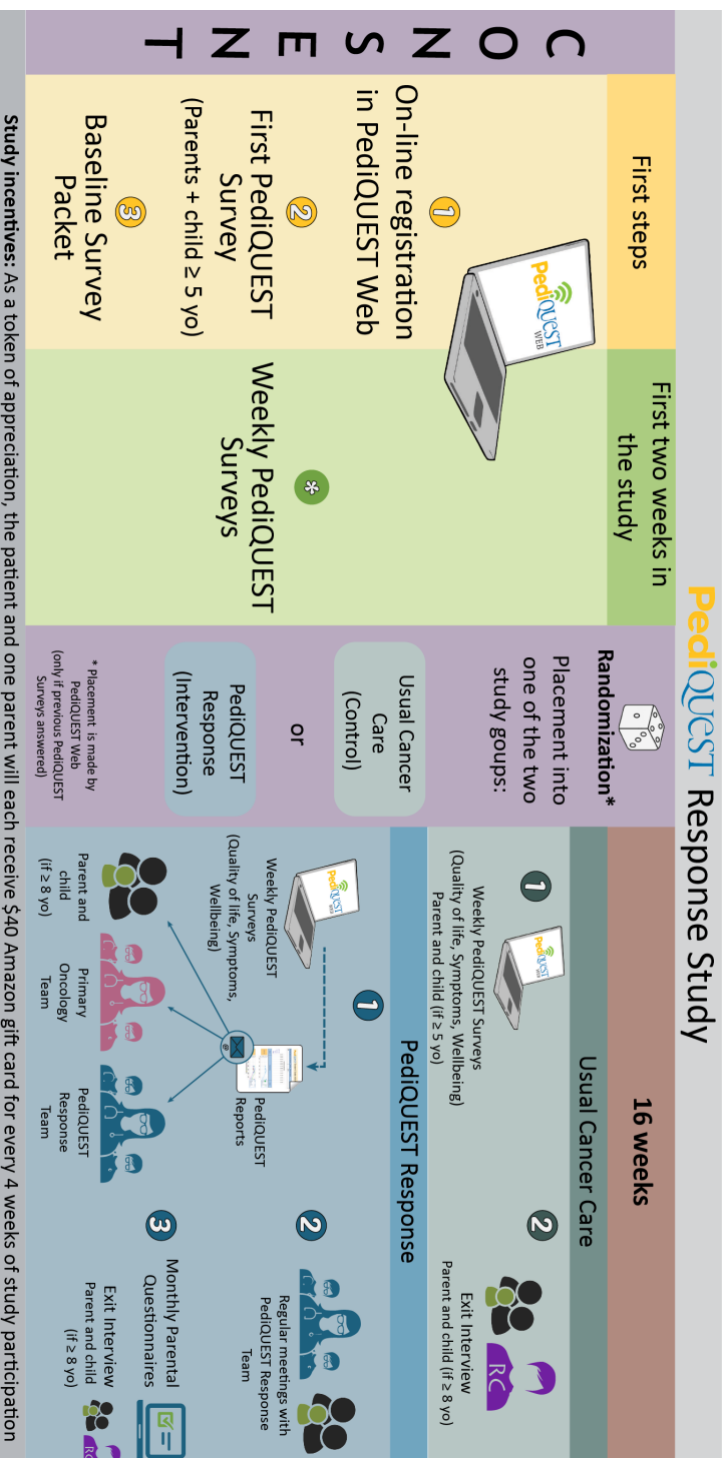 PediQUEST Response Study
CONSENT
First steps
PediQUEST
WEB
1
On-line registration
in PediQUEST Web
2
First PediQUEST
Survey
(Parents + child ≥ 5 yo)
3
Baseline Survey
Packet
First two weeks in
the study
*
Weekly PediQUEST
Surveys
Randomization*
Placement into
one of the two
study goups:
Usual Cancer
Care
(Control)
or
PediQUEST
Response
(Intervention)
* Placement is made by
PediQUEST Web
(only if previous PediQUEST
Surveys answered)
16 weeks
Usual Cancer Care
1
PediQUEST
Weekly PediQUEST Surveys
(Quality of life, Symptoms, Wellbeing)
Parent and child (if ≥ 5 yo)
2
RC
Exit Interview
Parent and child (if ≥ 8 yo)
PediQUEST Response
1
PediQUEST
WEB
Weekly PediQUEST
Surveys
(Quality of life, Symptoms,
Wellbeing)
PediQUEST
Reports
Parent and
child
(if ≥ 8 yo)
Primary
Oncology
Team
PediQUEST
Response
Team
2
Regular meetings with
PediQUEST Response
Team
3
Monthly Parental
Questionnaires
Exit Interview
Parent and child
(if ≥ 8 yo)
RC
Study incentives: As a token of appreciation, the patient and one parent will each receive $40 Amazon gift card for every 4 weeks of study participation